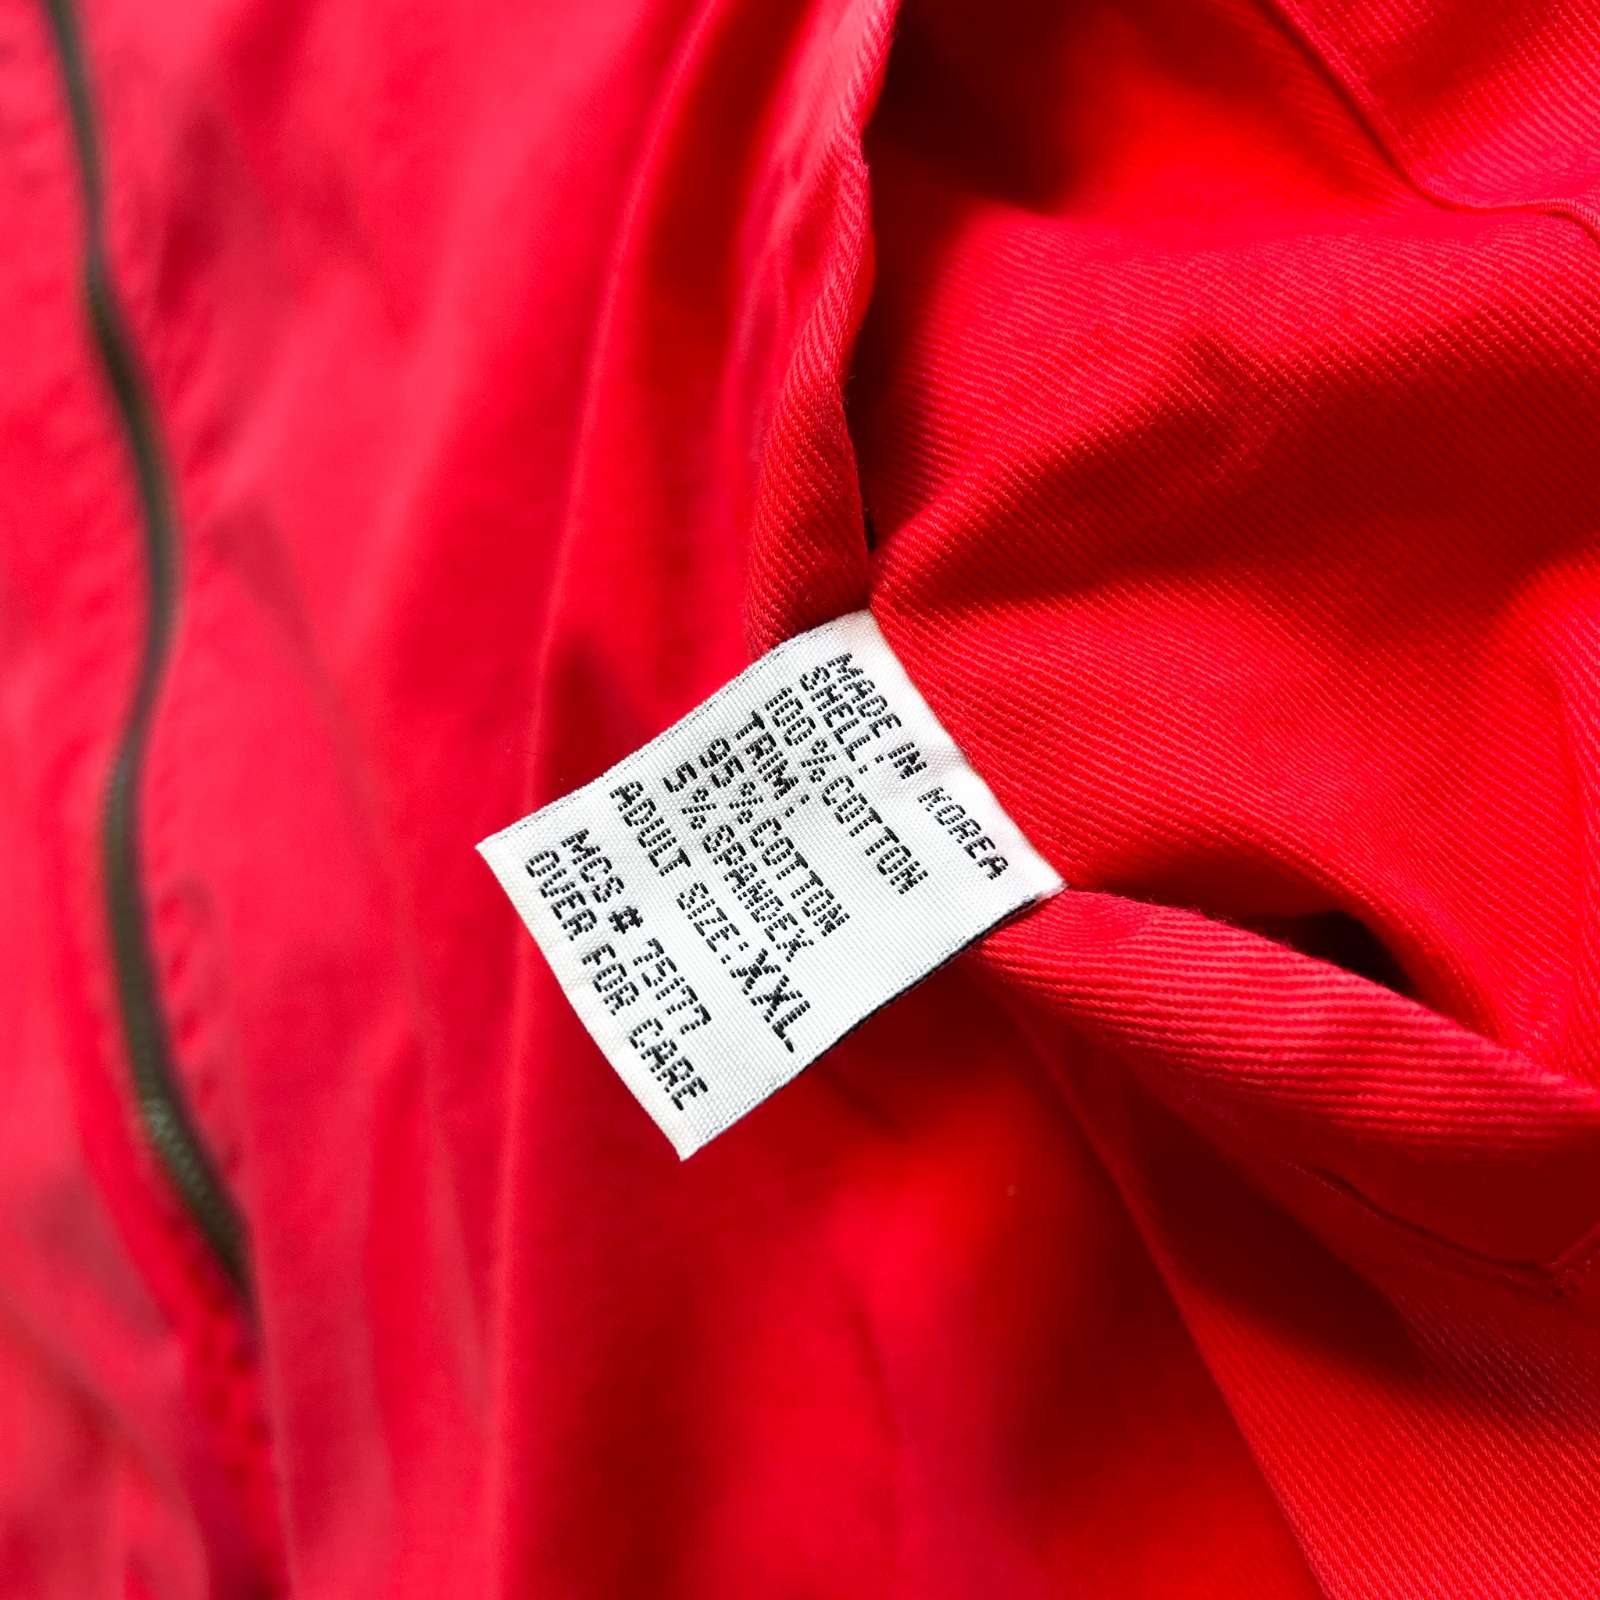 MADE IN KOREA
SHELL:
100% COTTON
TRIM:
95% COTTON
5% SPANDEX
ADULT SIZE: XXL
MCS # 75177
OVER FOR CARE